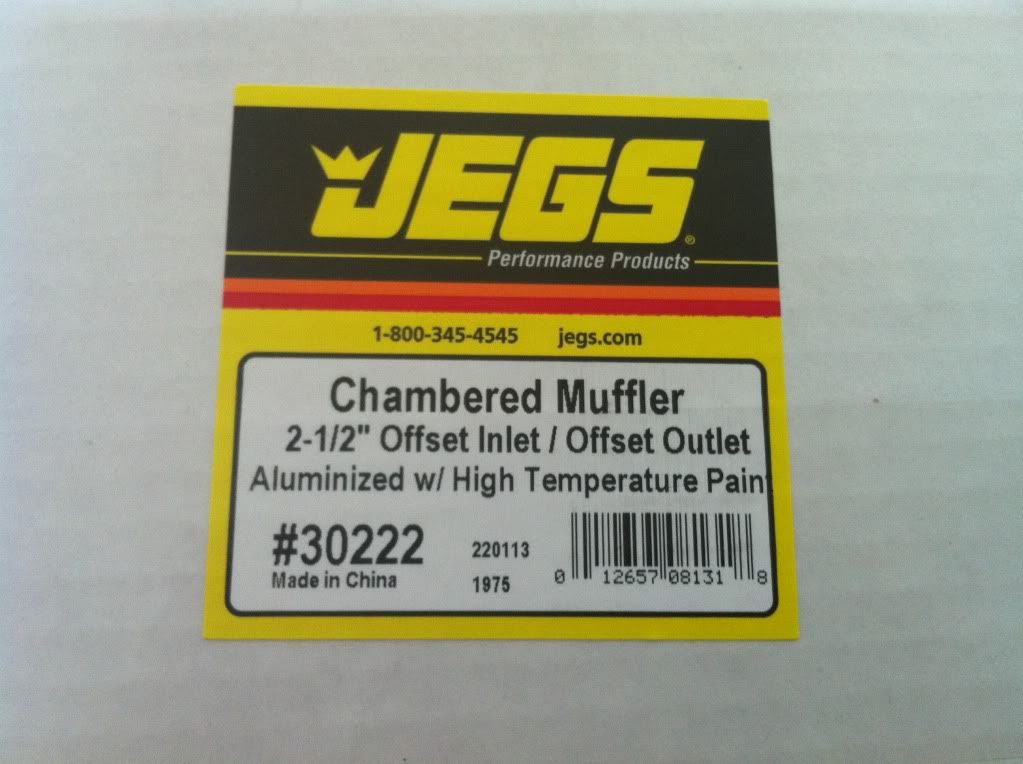 JEGS®
Performance Products
1-800-345-4545 jegs.com
Chambered Muffler
2-1/2" Offset Inlet / Offset Outlet
Aluminized w/ High Temperature Pain
#30222
Made in China
220113
1975
0 12657 08131 8